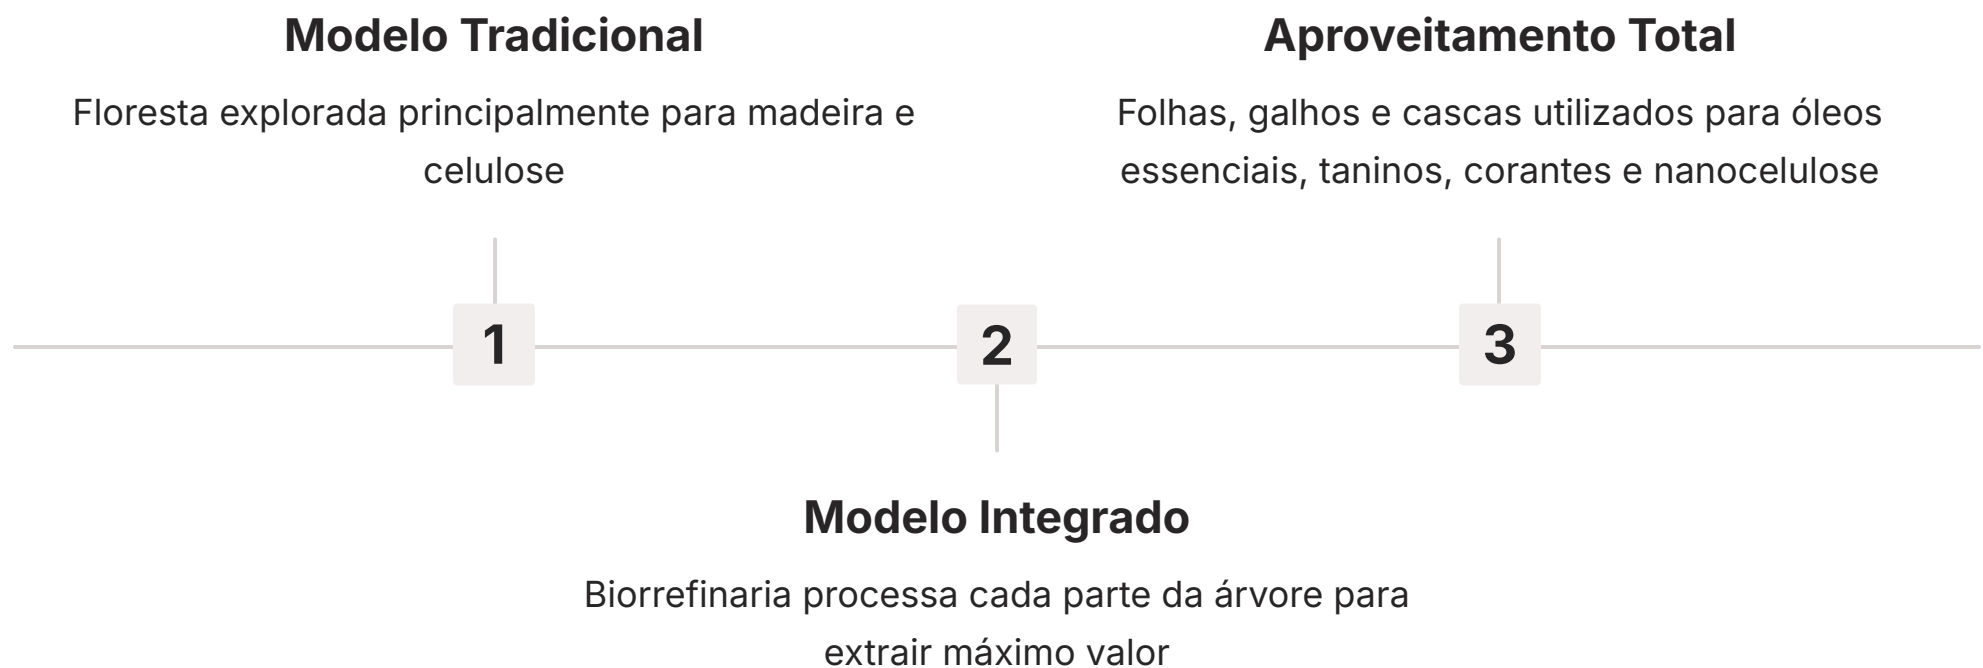 Modelo Tradicional
Floresta explorada principalmente para madeira e
celulose
Aproveitamento Total
Folhas, galhos e cascas utilizados para óleos
essenciais, taninos, corantes e nanocelulose
1
2
3
Modelo Integrado
Biorrefinaria processa cada parte da árvore para
extrair máximo valor